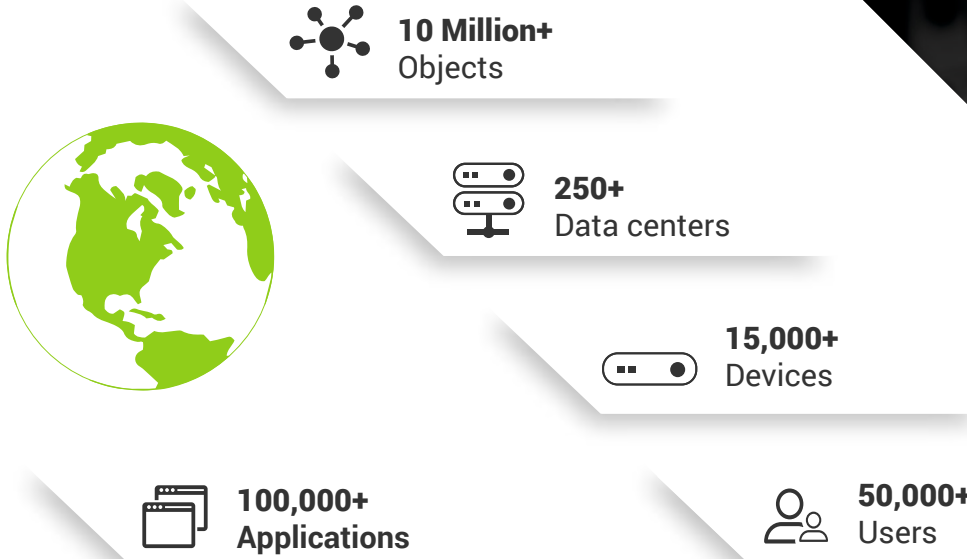 10 Million+
Objects
250+
Data centers
15,000+
Devices
100,000+
Applications
50,000+
Users